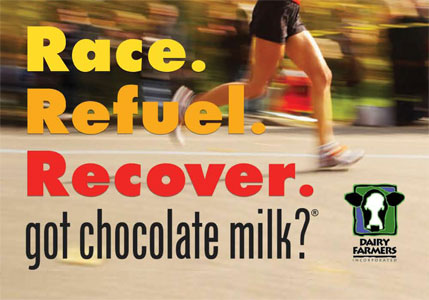 Race.
Refuel.
Recover.
got chocolate milk?®
DAIRY
FARMERS
INCORPORATED